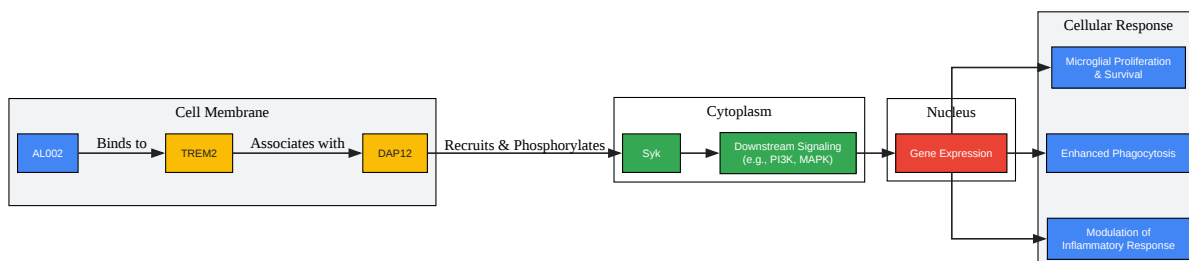 Cell Membrane
AL002
Binds to
TREM2
Associates with
DAP12
Recruits & Phosphorylates
Cytoplasm
Syk
Downstream Signaling
(e.g., PI3K, MAPK)
Nucleus
Gene Expression
Cellular Response
Microglial Proliferation
& Survival
Enhanced Phagocytosis
Modulation of
Inflammatory Response